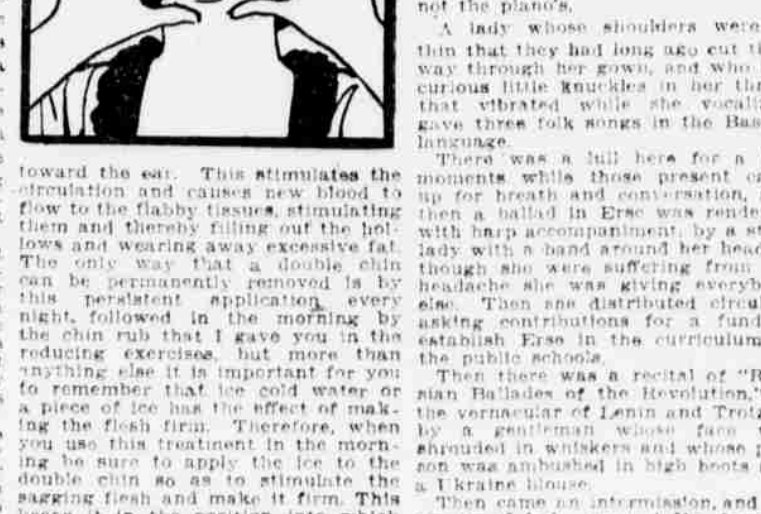 toward the ear. This stimulates the
circulation and causes new blood to
flow to the flabby tissues, stimulating
them and thereby filling out the hol-
lows and wearing away excessive fat.
The only way that a double chin
can be permanently removed is by
this persistent application every
night, followed in the morning by
the chin rub that I gave you in the
reducing exercises, but more than
anything else it is important for you
to remember that ice cold water or
a piece of ice has the effect of mak-
ing the flesh firm. Therefore, when
you use this treatment in the morn-
ing be sure to apply the ice to the
double chin so as to stimulate the
sagging flesh and make it firm. This
it in the position into which
not the piano's.
A lady whose shoulders were
thin that they had long ago cut
way through her gown, and who
curious little knuckles in her
that vibrated while she
gave three folk songs in the
language.
There was a lull here for a
moments while those present
up for breath and conversation,
then a ballad in Erse was
with harp accompaniment, by a
lady with a band around her
though she were suffering from
headache she was giving
else. Then she distributed
asking contributions for a fund
establish Erse in the curriculum
the public schools.
Then there was a recital of
sian Ballades of the Revolution,"
the vernacular of Lenin and
by a gentleman whose face
shrouded in whiskers and whose
son was ambushed in high boots
a Ukraine blouse.
Then came an intermission, and